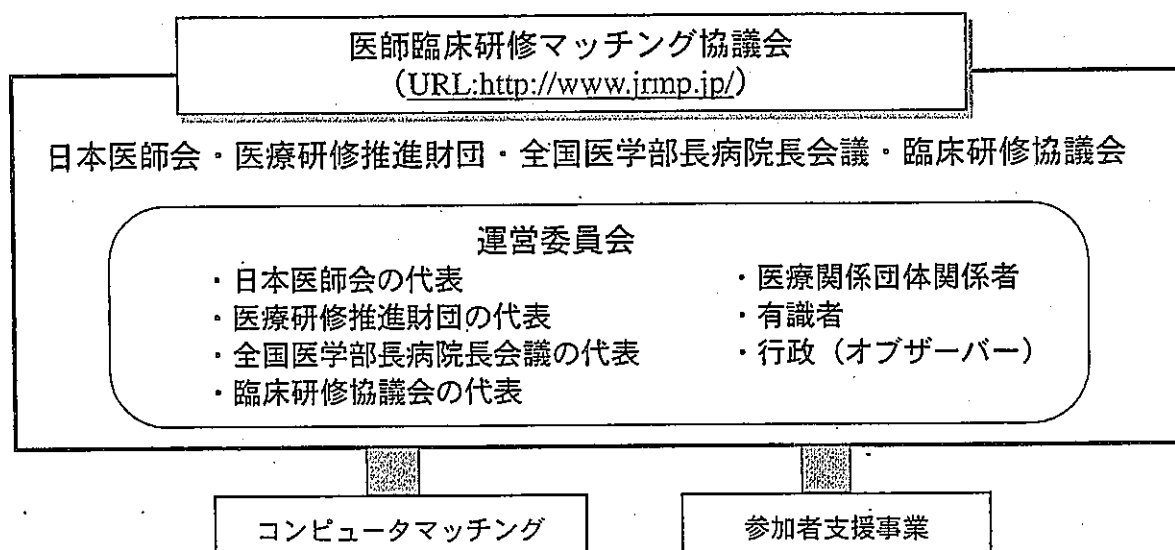 医師臨床研修マッチング協議会
(URL:http://www.jrmp.jp/)
日本医師会・医療研修推進財団・全国医学部長病院長会議・臨床研修協議会
運営委員会
・日本医師会の代表
・医療研修推進財団の代表
・全国医学部長病院長会議の代表
・臨床研修協議会の代表
・医療関係団体関係者
・有識者
・行政（オブザーバー）
コンピュータマッチング
参加者支援事業